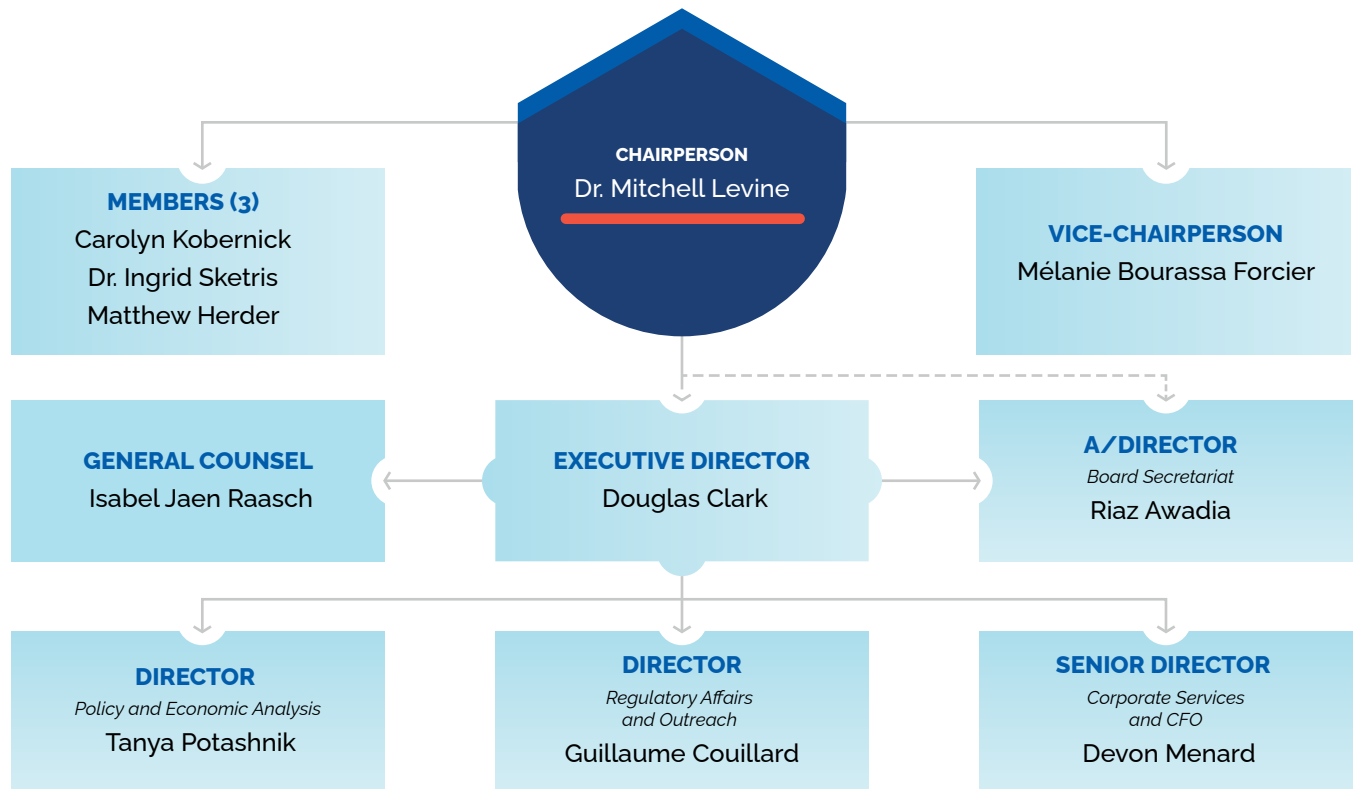 CHAIRPERSON
Dr. Mitchell Levine
MEMBERS (3)
Carolyn Kobernick
Dr. Ingrid Sketris
Matthew Herder
VICE-CHAIRPERSON
Mélanie Bourassa Forcier
GENERAL COUNSEL
Isabel Jaen Raasch
EXECUTIVE DIRECTOR
Douglas Clark
A/DIRECTOR
Board Secretariat
Riaz Awadia
DIRECTOR
Policy and Economic Analysis
Tanya Potashnik
DIRECTOR
Regulatory Affairs
and Outreach
Guillaume Couillard
SENIOR DIRECTOR
Corporate Services
and CFO
Devon Menard